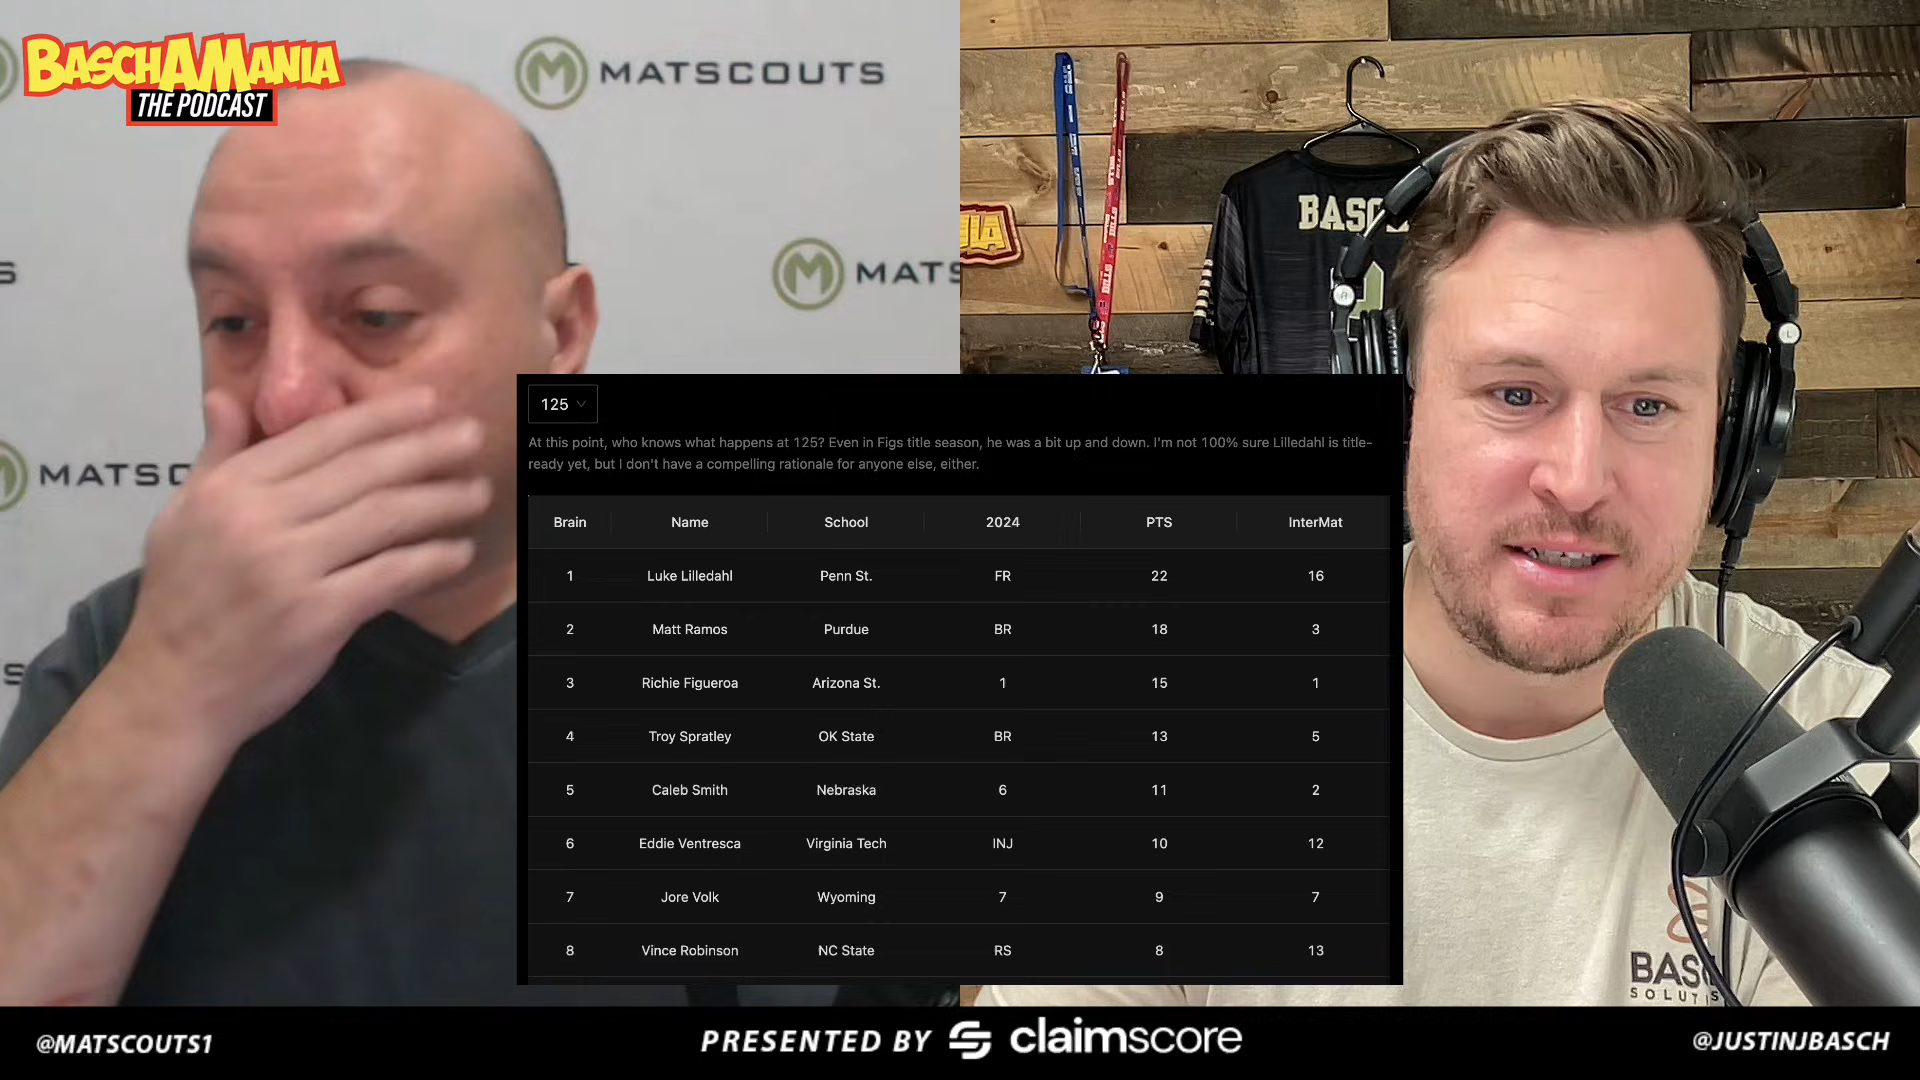 BASCHAMANIA
THE PODCAST
MATSCOUTS
MATS
MATSC
S
S
BASC
125
At this point, who knows what happens at 125? Even in Figs title season, he was a bit up and down. I'm not 100% sure Lilledahl is title-
ready yet, but I don't have a compelling rationale for anyone else, either.
Brain Name School 2024 PTS InterMat
1 Luke Lilledahl Penn St. FR 22 16
2 Matt Ramos Purdue BR 18 3
3 Richie Figueroa Arizona St. 1 15 1
4 Troy Spratley OK State BR 13 5
5 Caleb Smith Nebraska 6 11 2
6 Eddie Ventresca Virginia Tech INJ 10 12
7 Jore Volk Wyoming 7 9 7
8 Vince Robinson NC State RS 8 13
@MATSCOUTS1
PRESENTED BY claimscore
@JUSTINJBASCH